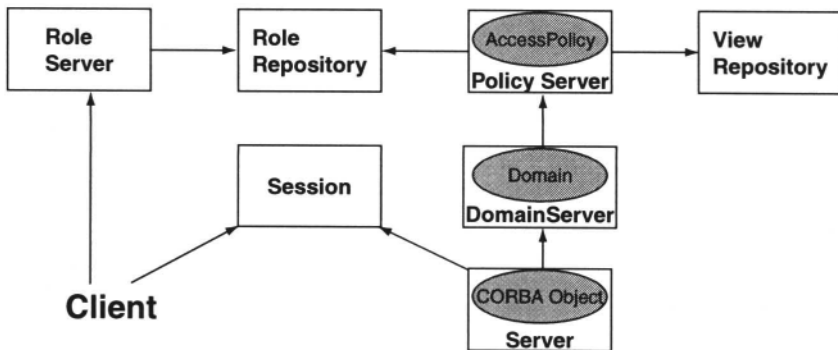 Role
Server
Role
Repository
AccessPolicy
Policy Server
View
Repository
Session
Domain
DomainServer
Client
CORBA Object
Server